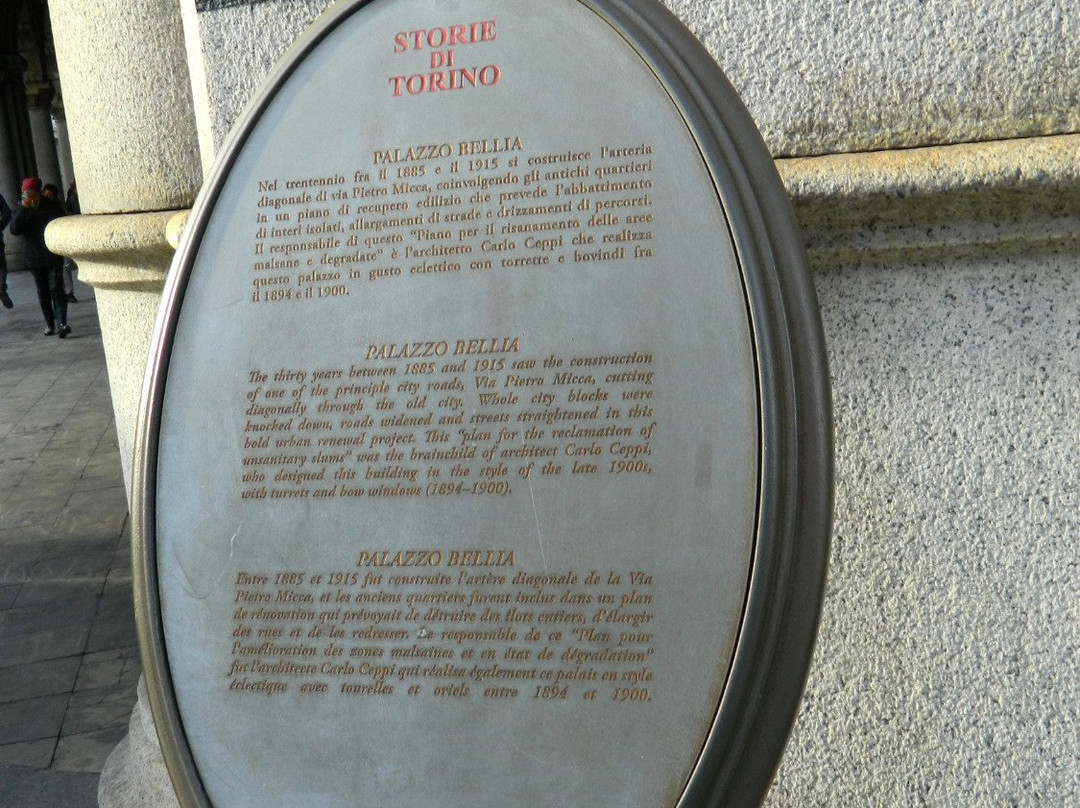 STORIE
DI
TORINO
PALAZZO BELLIA
Nel trentennio fra il 1885 e il 1915 si costruisce l'arteria
diagonale di via Pietro Micca, coinvolgendo gli antichi quartieri
in un piano di recupero edilizio che prevede l'abbattimento
di interi isolati, allargamenti di strade e drizzamenti di percorsi.
Il responsabile di questo "Piano per il risanamento delle aree
malsane e degradate" è l'architetto Carlo Ceppi che realizza
questo palazzo in gusto eclettico con torrette e bovindi fra
il 1894 e il 1900.
PALAZZO BELLIA
The thirty years between 1885 and 1915 saw the construction
of one of the principle city roads, Via Pietro Micca, cutting
diagonally through the old city. Whole city blocks were
knocked down, roads widened and streets straightened in this
bold urban renewal project. This "plan for the reclamation of
unsanitary slums" was the brainchild of architect Carlo Ceppi,
who designed this building in the style of the late 1900s,
with turrets and bow windows (1894–1900).
PALAZZO BELLIA
Entre 1885 et 1915 fut construite l'artère diagonale de la Via
Pietro Micca, et les anciens quartiers furent inclus dans un plan
de rénovation qui prévoyait de détruire des îlots entiers, d'élargir
des rues et de les redresser. Le responsable de ce "Plan pour
l'amélioration des zones malsaines et en état de dégradation"
fut l'architecte Carlo Ceppi qui réalisa également ce palais en style
éclectique avec tourelles et oriels entre 1894 et 1900.